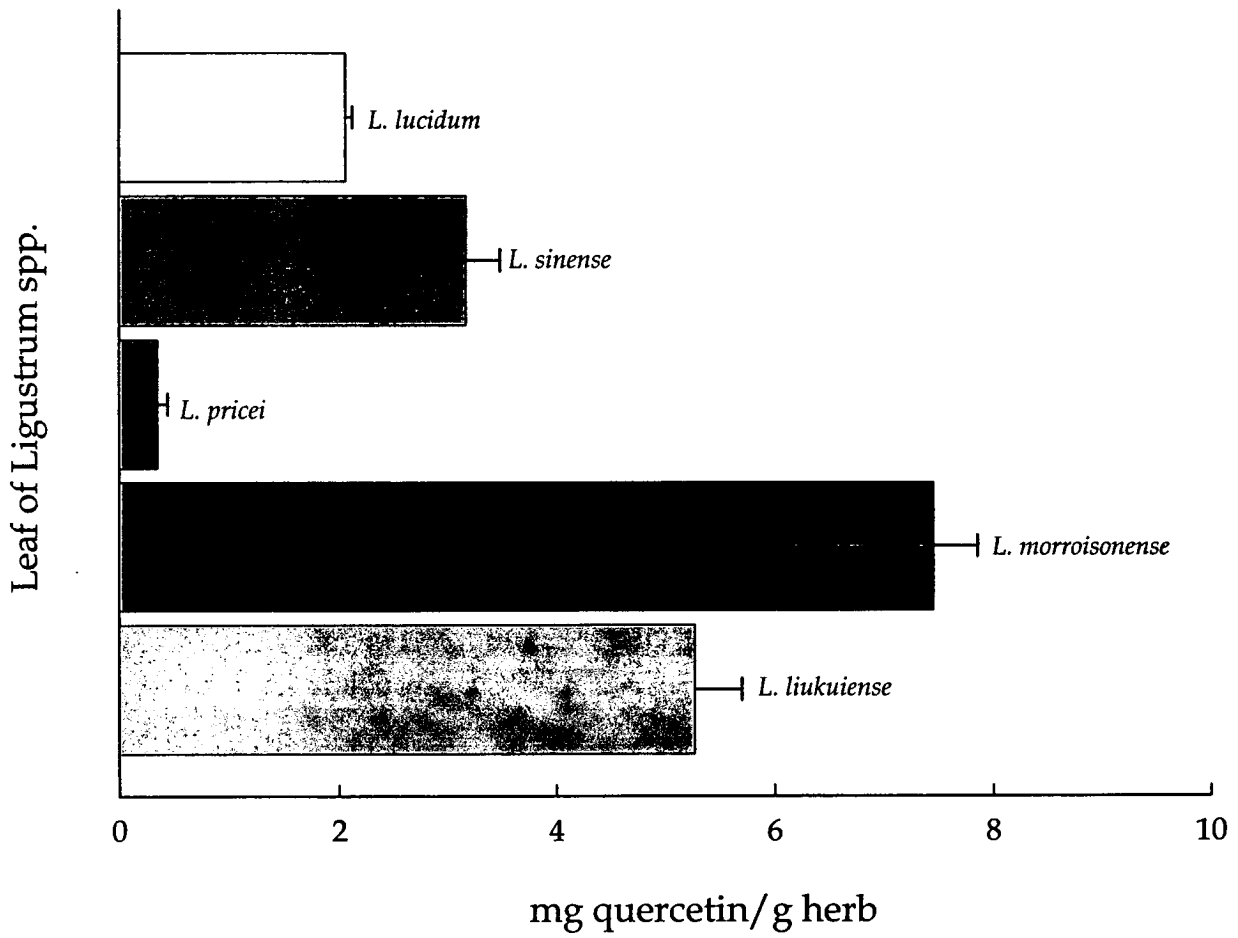 Leaf of Ligustrum spp.
L. lucidum
L. sinense
L. pricei
L. morroisonense
L. liukuiense
0 2 4 6 8 10
mg quercetin/g herb